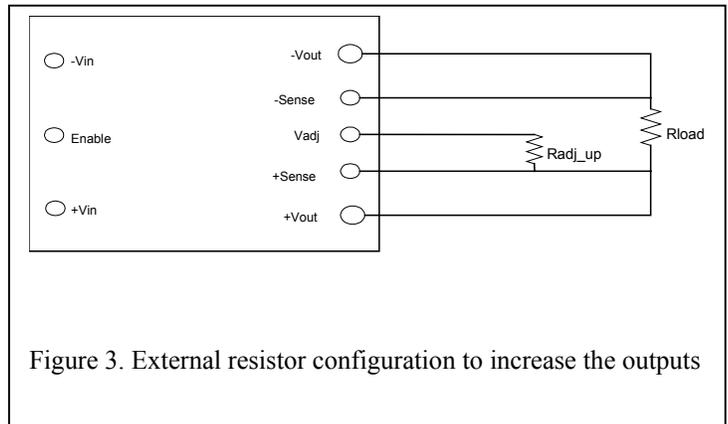 -Vin
-Vout
-Sense
Enable
Vadj
Radj_up
Rload
+Sense
+Vin
+Vout
Figure 3. External resistor configuration to increase the outputs